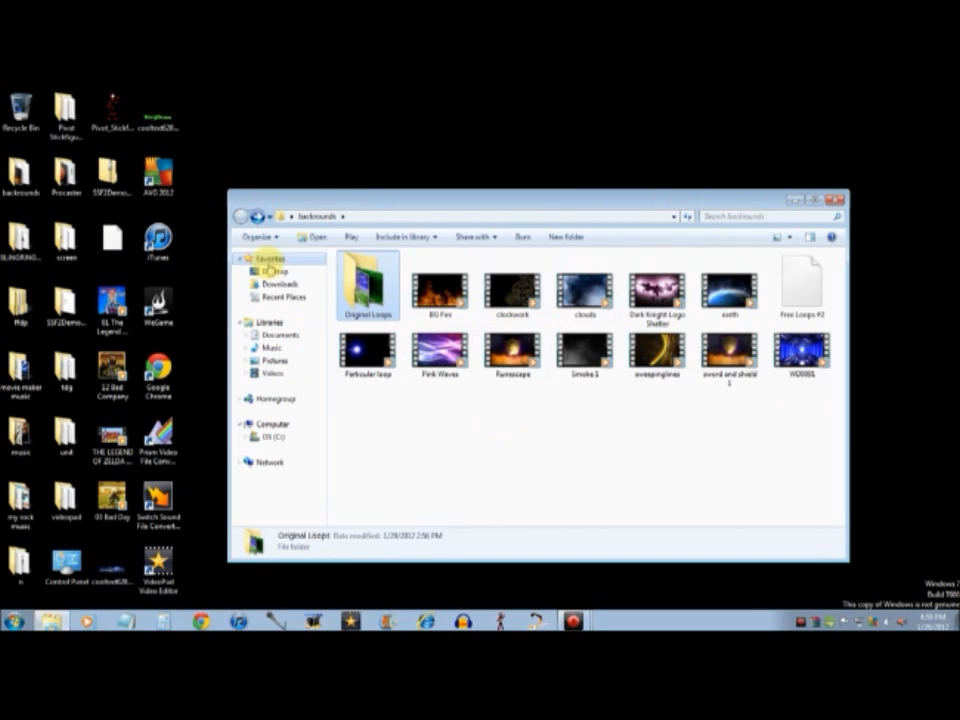 Recycle Bin
Pivot
Stickfigu...
Pivot_Stickf...
backrounds
Procaster
SSF2Demo...
AVG 2012
screen
iTunes
SSF2Demo...
01 The
Legend ...
WeGame
movie maker
music
tdg
12 Bad
Company
Google
Chrome
music
unit
THE LEGEND
OF ZELDA ...
Prism Video
File Conv...
my rock
music
videopad
03 Bad Day
Switch Sound
File Convert...
n
Control Panel
VideoPad
Video Editor
backrounds
Search backrounds
Organize
Open
Play
Include in library
Share with
Burn
New folder
Favorites
Desktop
Downloads
Recent Places
Libraries
Documents
Music
Pictures
Videos
Homegroup
Computer
OS (C:)
Network
Original Loops
BG Fire
clockwork
clouds
Dark Knight Logo
Shatter
earth
Free Loops #2
Particular loop
Pink Waves
Runescape
Smoke 1
sweepinglines
sword and shield
1
Original Loops Date modified: 1/29/2012 2:56 PM
File folder
Windows 7
Build 7600
This copy of Windows is not genuine
4:59 PM
1/29/2012